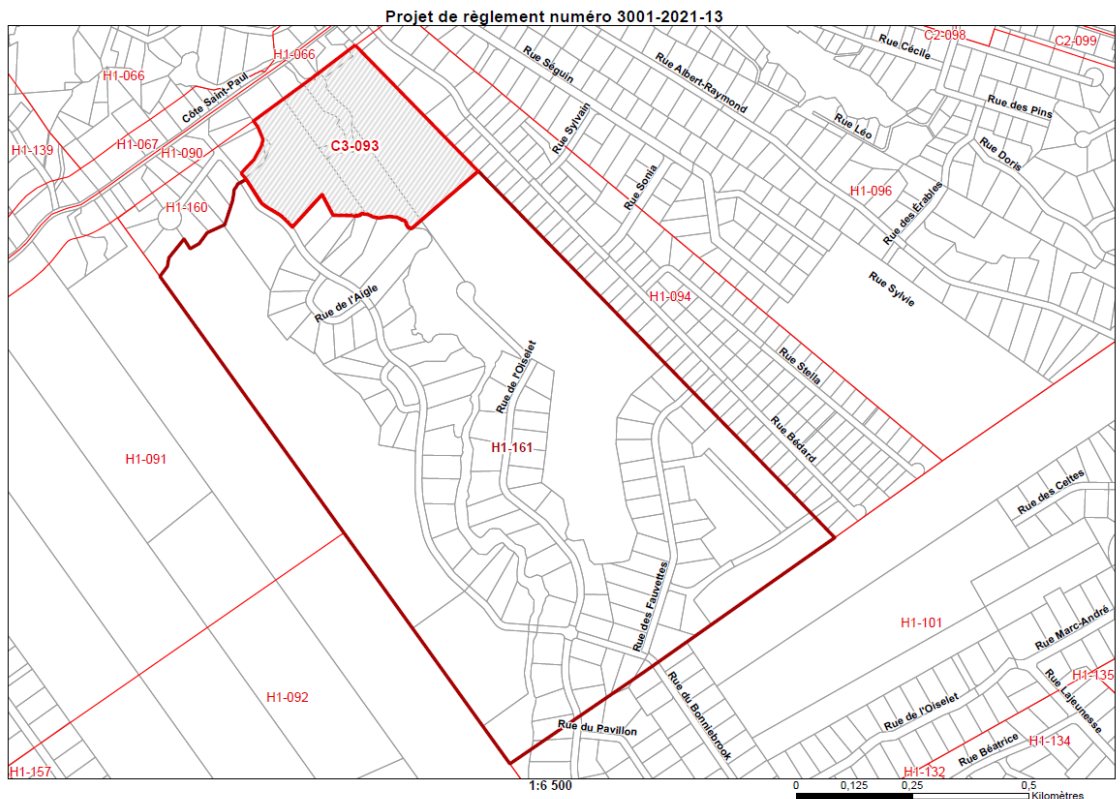 Projet de règlement numéro 3001-2021-13
C2-098
C2-099
H1-066
Rue Cécile
H1-066
Rue Séguin
Rue Albert-Raymond
Côte Saint-Paul
Rue des Pins
Rue Sylvain
Rue Léo
H1-139
H1-067
C3-093
H1-090
Rue Doris
Rue Sonia
H1-096
Rue des Érables
H1-160
Rue Sylvie
Rue de l'Aigle
H1-094
Rue Stella
Rue de l'Oiselet
Rue Bédard
H1-091
H1-161
Rue des Celtes
Rue des Fauvettes
H1-101
Rue Marc-André
H1-135
H1-092
Rue du Bonniebrook
Rue de l'Oiselet
Rue Lajeunesse
Rue du Pavillon
Rue Béatrice
H1-134
H1-157
H1-132
1:6 500
0 0,125 0,25 0,5
Kilomètres